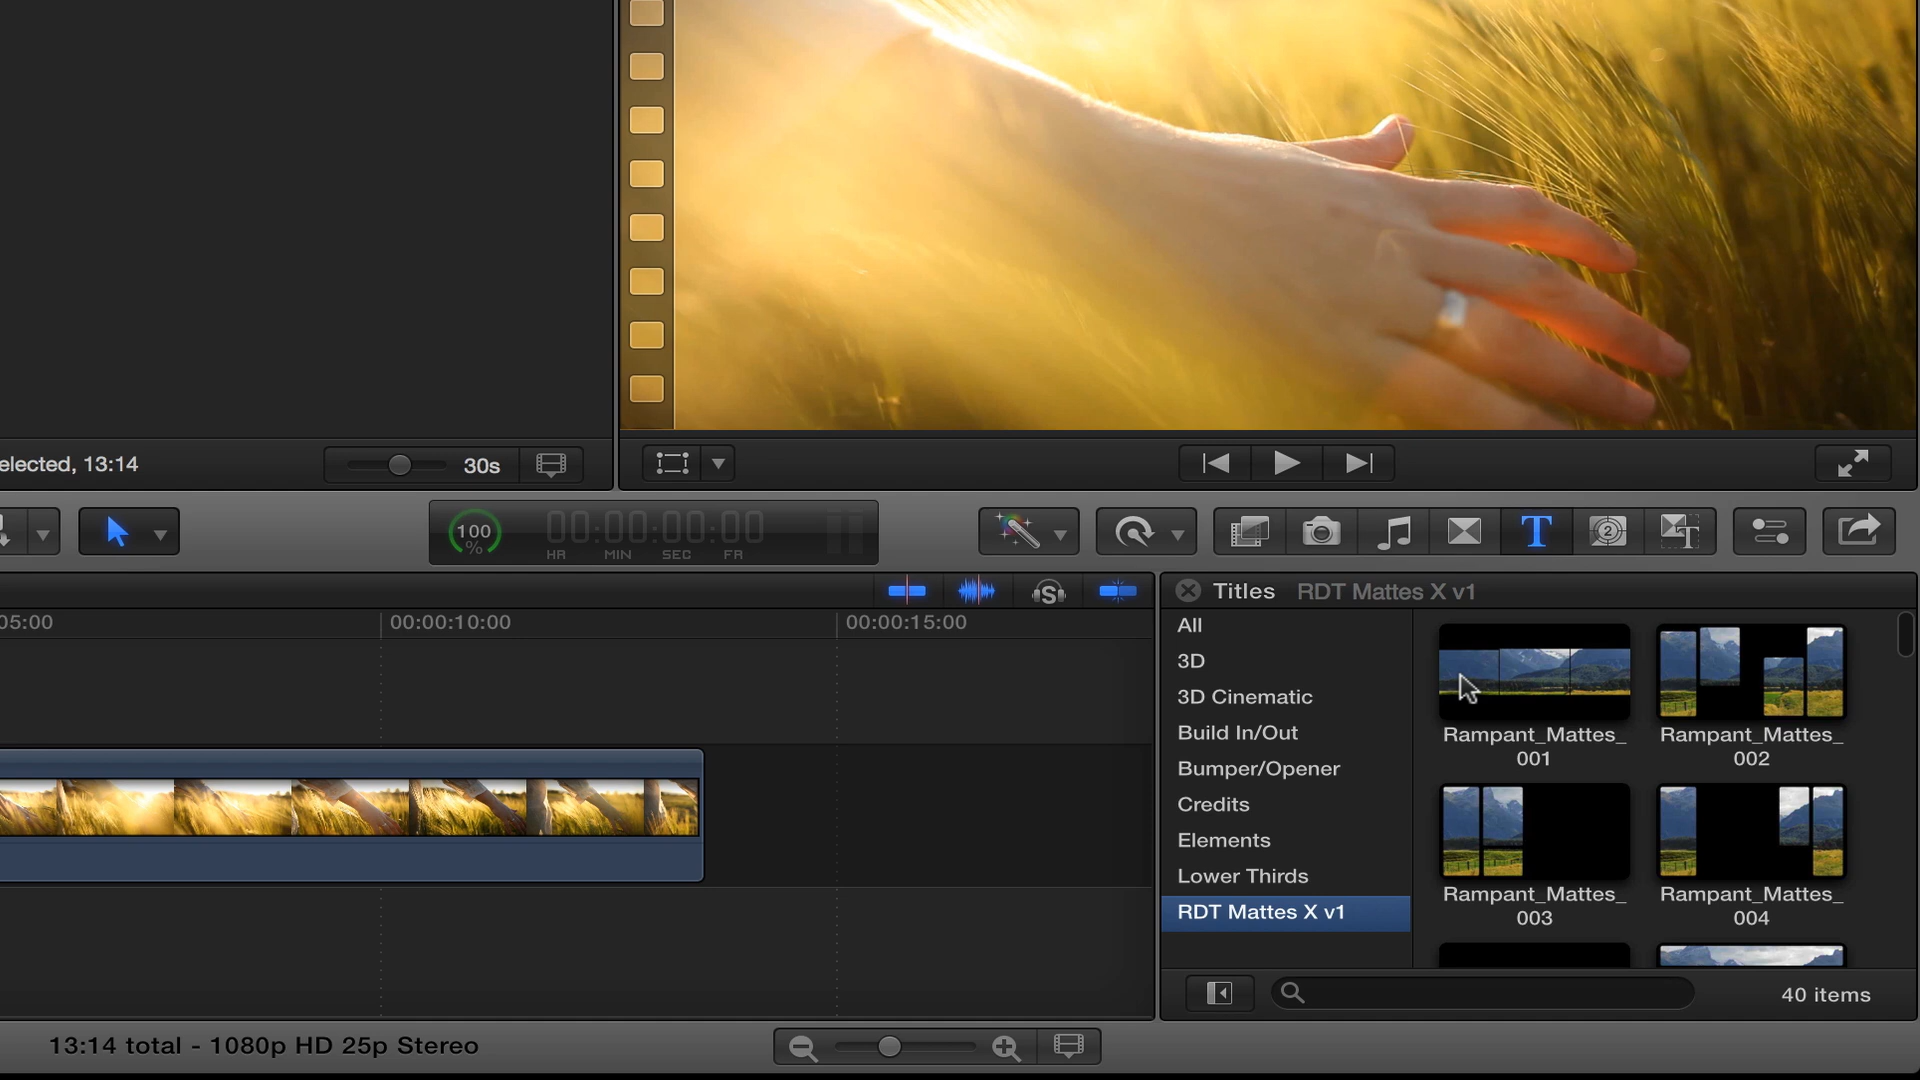 elected, 13:14
30s
100
%
00:00:00:00
HR MIN SEC FR
T
2
T
S
Titles RDT Mattes X v1
05:00
00:00:10:00
00:00:15:00
All
3D
3D Cinematic
Build In/Out
Bumper/Opener
Credits
Elements
Lower Thirds
RDT Mattes X v1
Rampant_Mattes_
001
Rampant_Mattes_
002
Rampant_Mattes_
003
Rampant_Mattes_
004
40 items
13:14 total - 1080p HD 25p Stereo